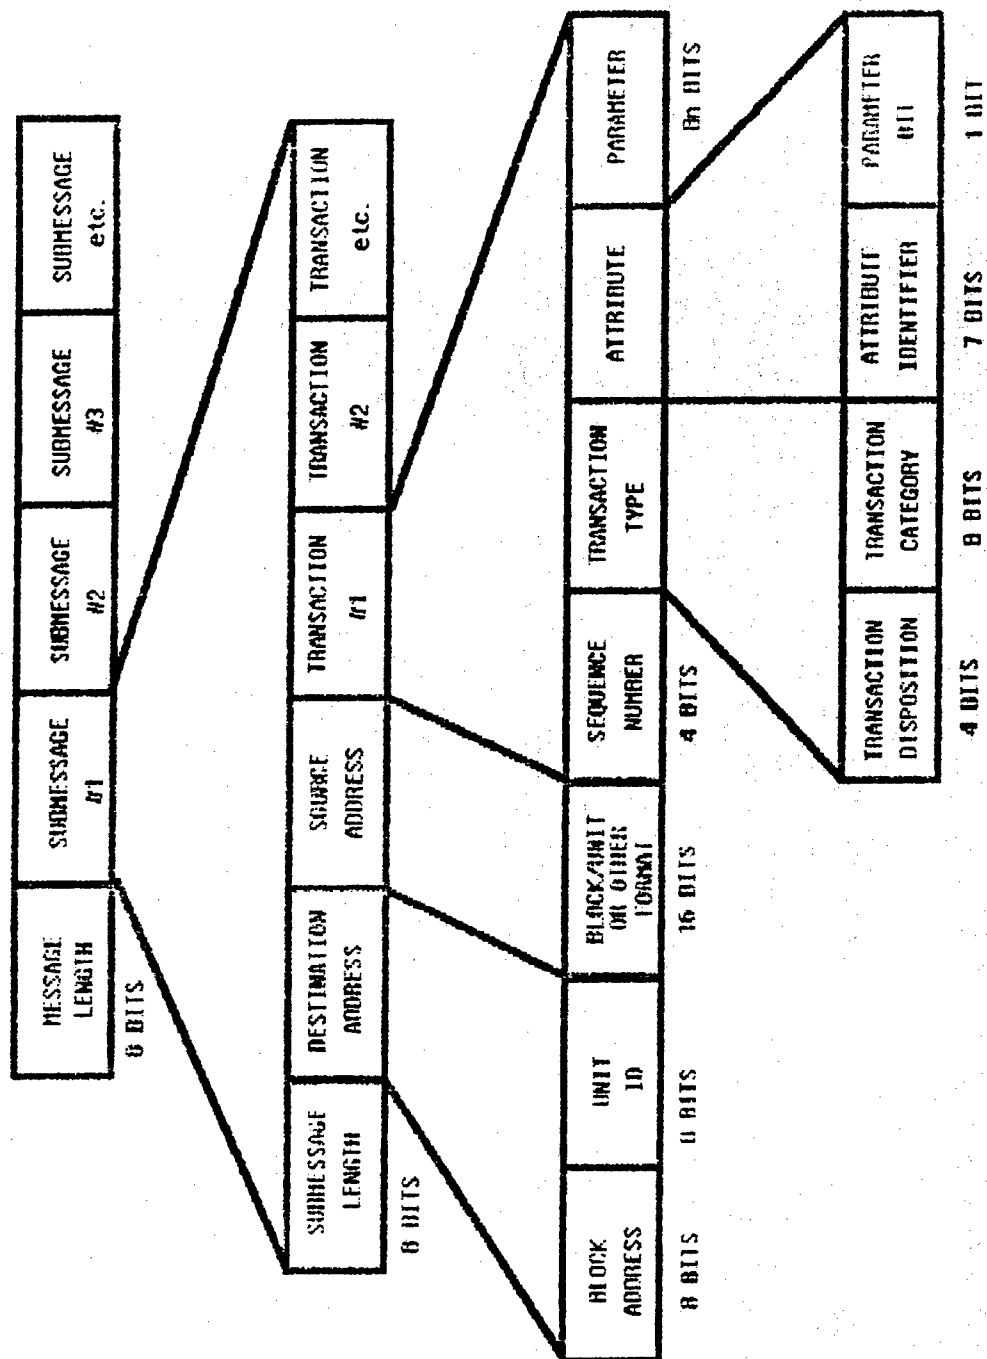 MESSAGE
LENGTH
SUBMESSAGE
#1
SUBMESSAGE
#2
SUBMESSAGE
#3
SUBMESSAGE
etc.
8 BITS
SUBMESSAGE
LENGTH
DESTINATION
ADDRESS
SOURCE
ADDRESS
TRANSACTION
#1
TRANSACTION
#2
TRANSACTION
etc.
8 BITS
BLOCK
ADDRESS
UNIT
ID
BLOCK/UNIT
OR OTHER
FORMAT
SEQUENCE
NUMBER
TRANSACTION
TYPE
ATTRIBUTE
PARAMETER
8 BITS
8 BITS
16 BITS
4 BITS
8n BITS
TRANSACTION
DISPOSITION
TRANSACTION
CATEGORY
ATTRIBUTE
IDENTIFIER
PARAMETER
BIT
4 BITS
8 BITS
7 BITS
1 BIT